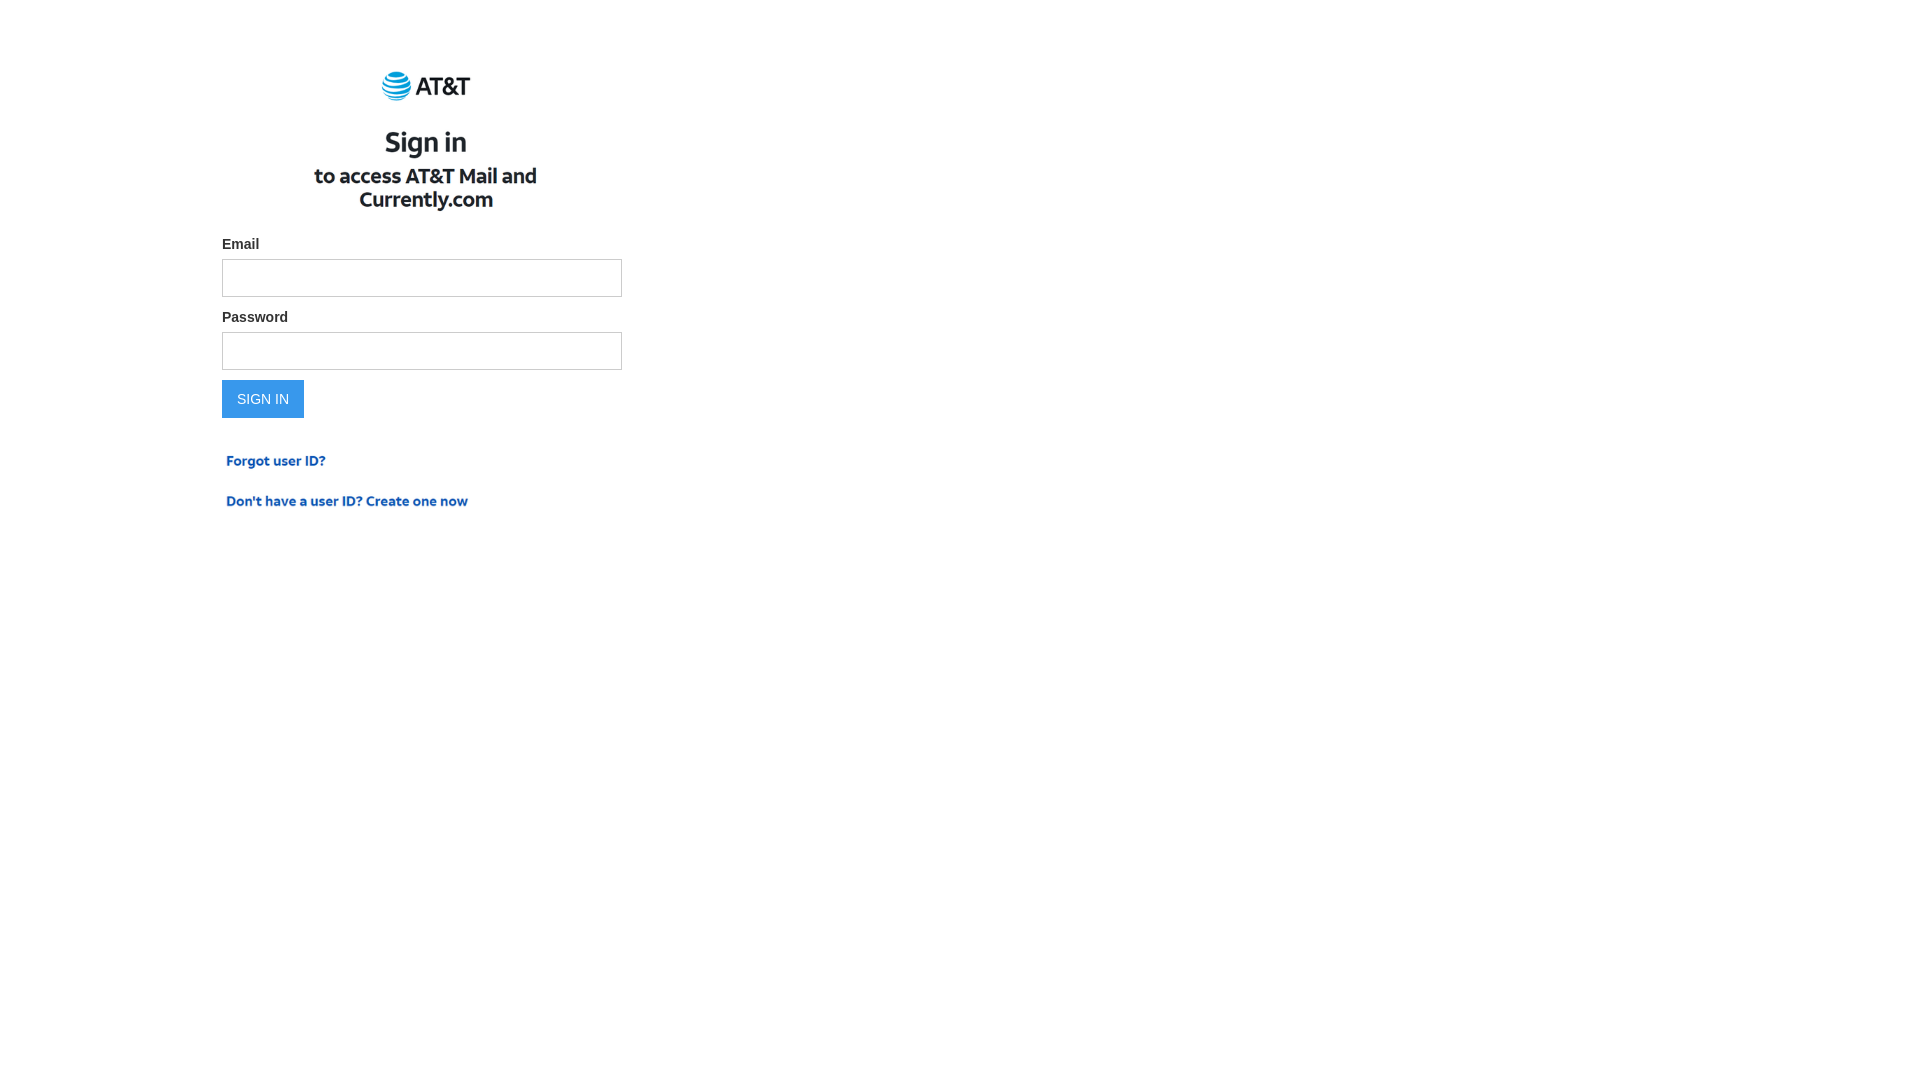 AT&T
Sign in
to access AT&T Mail and
Currently.com
Email
Password
SIGN IN
Forgot user ID?
Don't have a user ID? Create one now